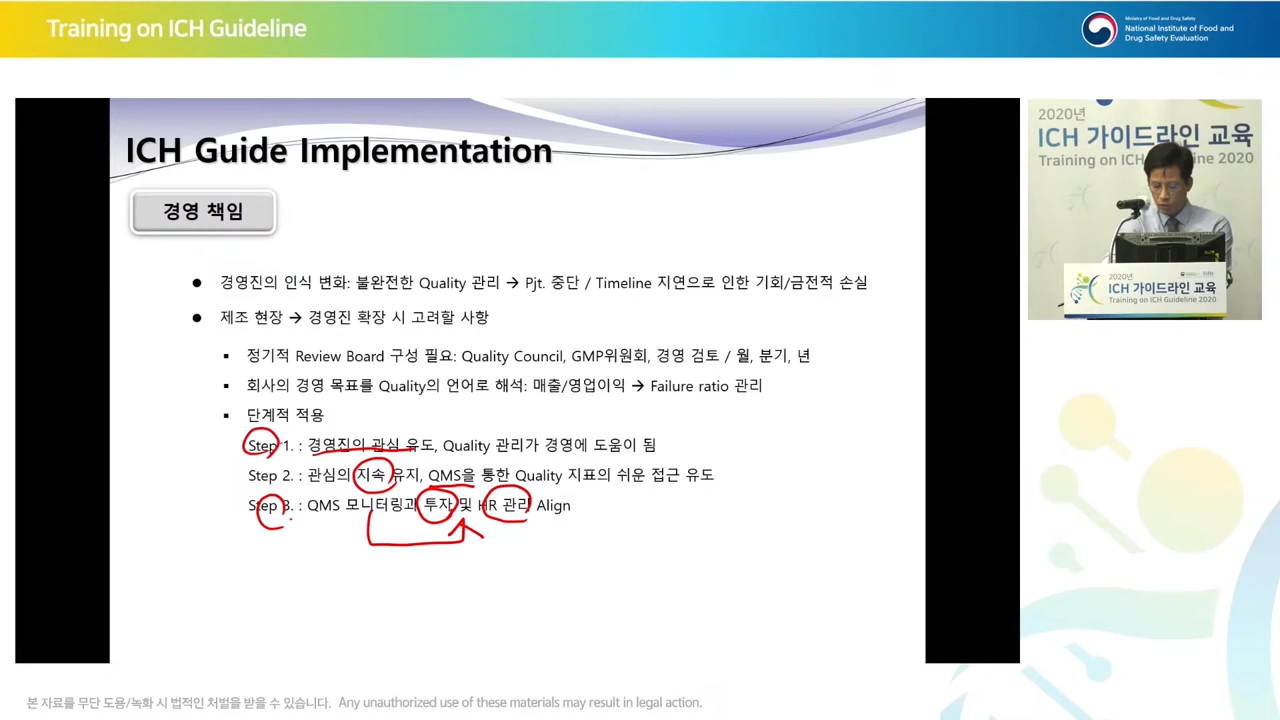 Training on ICH Guideline
Ministry of Food and Drug Safety
National Institute of Food and
Drug Safety Evaluation
ICH Guide Implementation
경영 책임
● 경영진의 인식 변화: 불완전한 Quality 관리 → Pjt. 중단 / Timeline 지연으로 인한 기회/금전적 손실
● 제조 현장 → 경영진 확장 시 고려할 사항
▪ 정기적 Review Board 구성 필요: Quality Council, GMP위원회, 경영 검토 / 월, 분기, 년
▪ 회사의 경영 목표를 Quality의 언어로 해석: 매출/영업이익 → Failure ratio 관리
▪ 단계적 적용
Step 1. : 경영진의 관심 유도, Quality 관리가 경영에 도움이 됨
Step 2. : 관심의 지속 유지, QMS을 통한 Quality 지표의 쉬운 접근 유도
Step 3. : QMS 모니터링과 투자 및 HR 관리 Align
2020년
ICH 가이드라인 교육
Training on ICH Guideline 2020
2020년
ICH 가이드라인 교육
Training on ICH Guideline 2020
본 자료를 무단 도용/녹화 시 법적인 처벌을 받을 수 있습니다. Any unauthorized use of these materials may result in legal action.